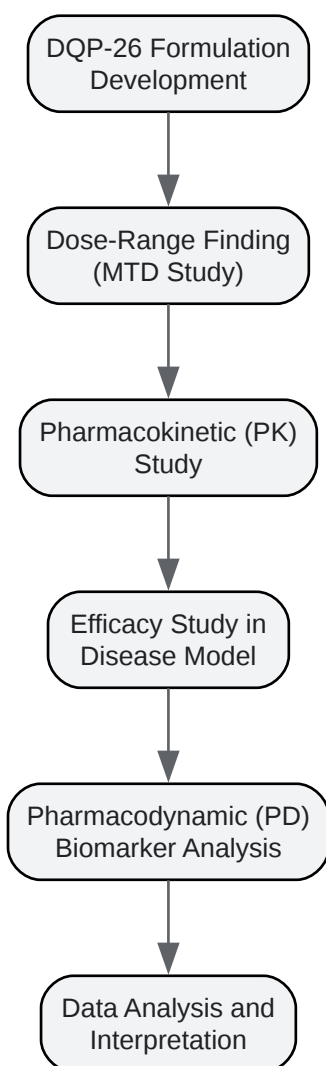 DQP-26 Formulation
Development
Dose-Range Finding
(MTD Study)
Pharmacokinetic (PK)
Study
Efficacy Study in
Disease Model
Pharmacodynamic (PD)
Biomarker Analysis
Data Analysis and
Interpretation